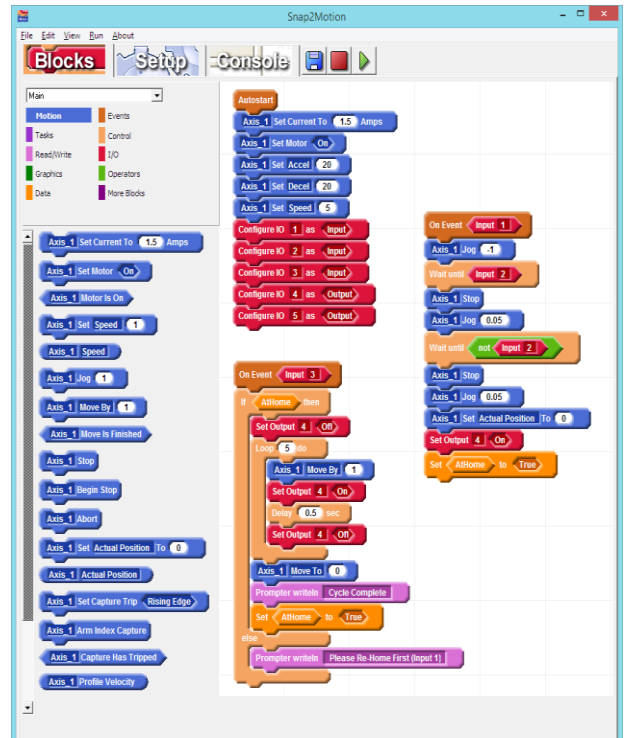 Snap2Motion
File Edit View Run About
Blocks Setup Console
Main
Motion Events
Tasks Control
Read/Write I/O
Graphics Operators
Data More Blocks
Axis_1 Set Current To 1.5 Amps
Axis_1 Set Motor On
Axis_1 Motor Is On
Axis_1 Set Speed 1
Axis_1 Speed
Axis_1 Jog 1
Axis_1 Move By 1
Axis_1 Move Is Finished
Axis_1 Stop
Axis_1 Begin Stop
Axis_1 Abort
Axis_1 Set Actual Position To 0
Axis_1 Actual Position
Axis_1 Set Capture Trip Rising Edge
Axis_1 Arm Index Capture
Axis_1 Capture Has Tripped
Axis_1 Profile Velocity
Autostart
Axis_1 Set Current To 1.5 Amps
Axis_1 Set Motor On
Axis_1 Set Accel 20
Axis_1 Set Decel 20
Axis_1 Set Speed 5
Configure IO 1 as Input
Configure IO 2 as Input
Configure IO 3 as Input
Configure IO 4 as Output
Configure IO 5 as Output
On Event Input 3
If AtHome then
Set Output 4 Off
Loop 5 do
Axis_1 Move By 1
Set Output 4 On
Delay 0.5 sec
Set Output 4 Off
Axis_1 Move To 0
Prompter writeln Cycle Complete
Set AtHome to True
else
Prompter writeln Please Re-Home First (Input 1)
On Event Input 1
Axis_1 Jog -1
Wait until Input 2
Axis_1 Stop
Axis_1 Jog 0.05
Wait until not Input 2
Axis_1 Stop
Axis_1 Jog 0.05
Axis_1 Set Actual Position To 0
Set Output 4 On
Set AtHome to True